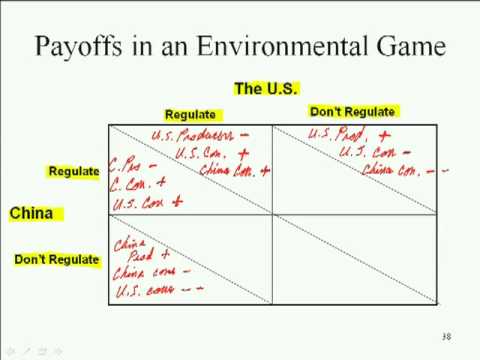 Payoffs in an Environmental Game
The U.S.
Regulate
Don't Regulate
U.S. Producers -
U.S. Con. +
China Con. +
U.S. Prod. +
U.S. Con -
China con. - -
Regulate
C. Pro -
C. Con. +
U.S. Con +
China
Don't Regulate
China
Prod +
China cons -
U.S. cons - -
38